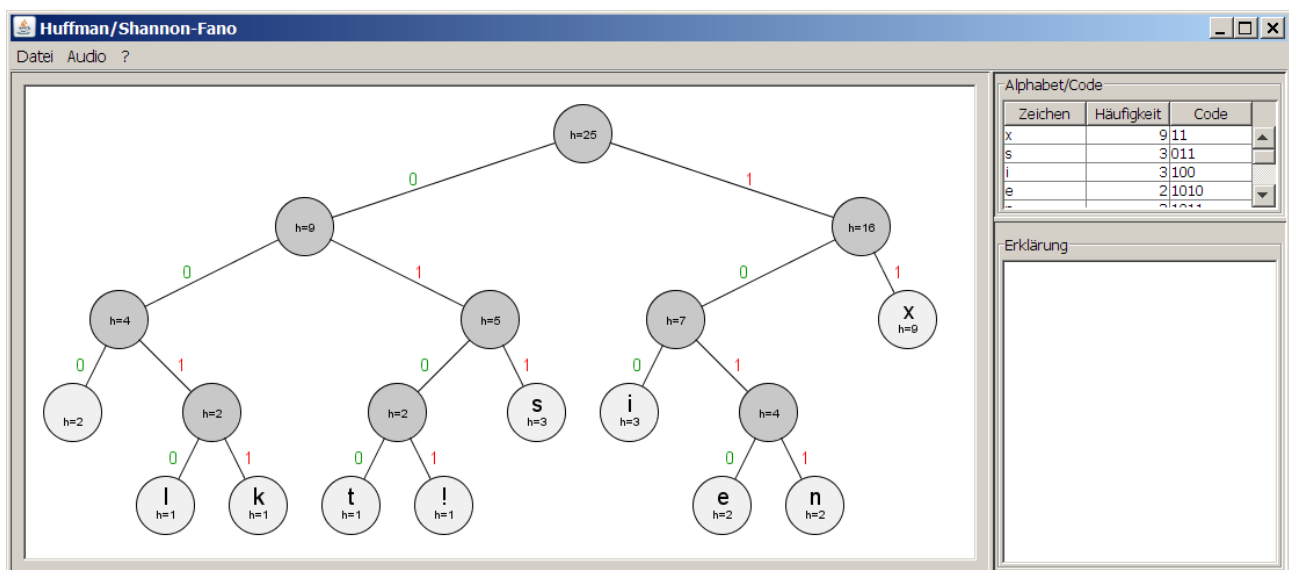 Huffman/Shannon-Fano
Datei Audio ?
h=25
0 1
h=9 h=16
0 1 0 1
h=4 h=5 h=7 x h=9
0 1 0 1 0 1
h=2 h=2 h=2 s h=3 i h=3 h=4
0 1 0 1 0 1
l h=1 k h=1 t h=1 ! h=1 e h=2 n h=2
Alphabet/Code
Zeichen Häufigkeit Code
x 9 11
s 3 011
i 3 100
e 2 1010
Erklärung